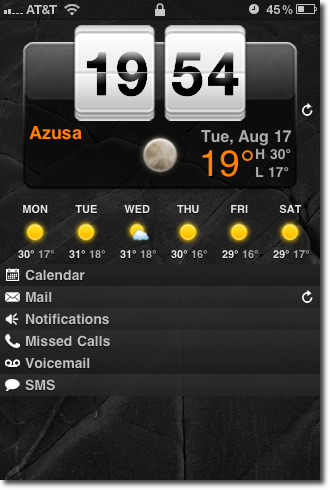 AT&T 45%
19 54
Azusa
Tue, Aug 17
19° H 30°
L 17°
MON TUE WED THU FRI SAT
30° 17° 31° 18° 31° 18° 30° 16° 29° 16° 29° 17°
Calendar
Mail
Notifications
Missed Calls
Voicemail
SMS